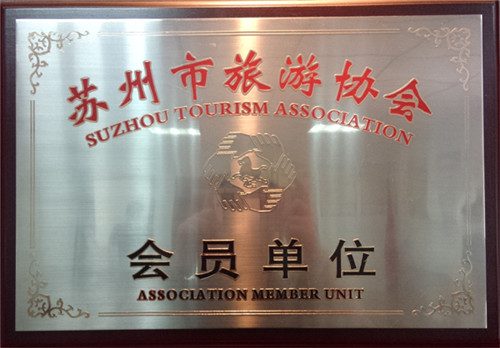 苏州市旅游协会
SUZHOU TOURISM ASSOCIATION
会员单位
ASSOCIATION MEMBER UNIT